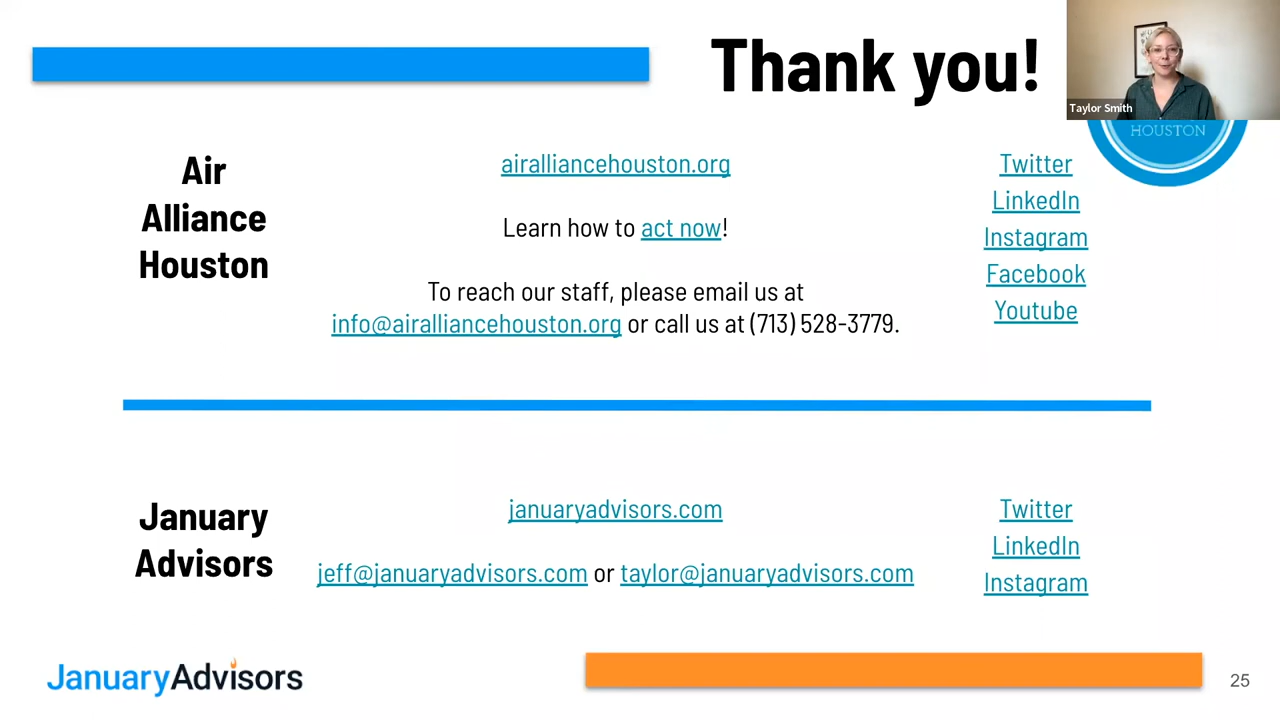 Thank you!
Taylor Smith
HOUSTON
Air
Alliance
Houston
airalliancehouston.org
Learn how to act now!
To reach our staff, please email us at
info@airalliancehouston.org or call us at (713) 528-3779.
Twitter
LinkedIn
Instagram
Facebook
Youtube
January
Advisors
januaryadvisors.com
jeff@januaryadvisors.com or taylor@januaryadvisors.com
Twitter
LinkedIn
Instagram
JanuaryAdvisors
25